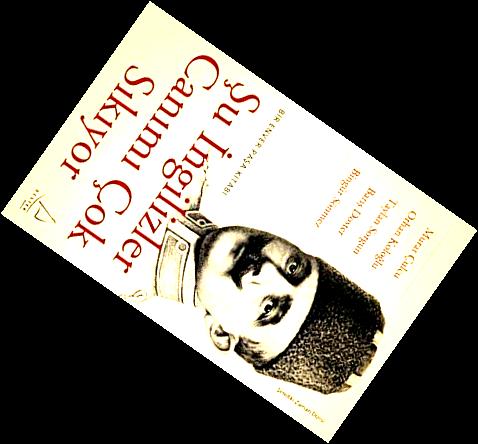 Murat Çulcu
Orhan Koloğlu
Taylan Sorgun
Barış Doster
Bingür Sönmez
BİR ENVER PAŞA KİTABI
Şu İngilizler
Canımı Çok
Sıkıyor